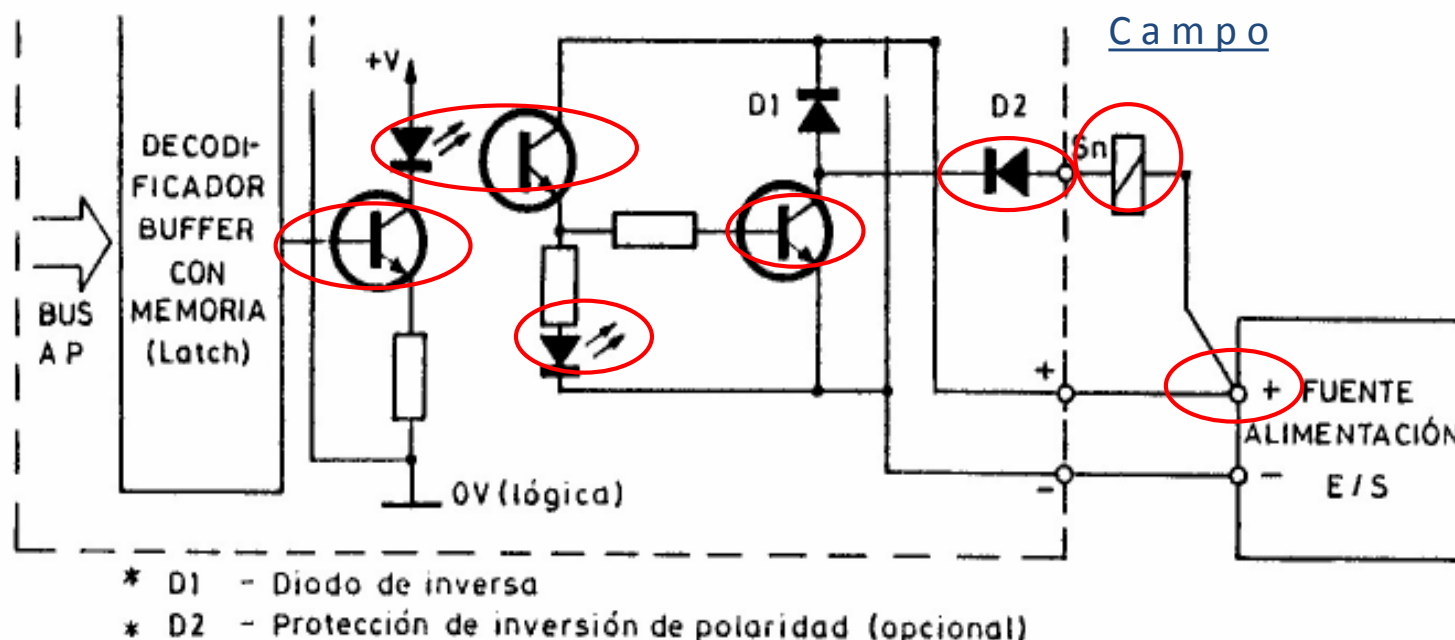 Campo
+V
D1
D2
Sn
DECODI-
FICADOR
BUFFER
CON
MEMORIA
(Latch)
BUS
AP
+
+ FUENTE
ALIMENTACIÓN
- -
E/S
0V (lógica)
* D1 - Diodo de inversa
* D2 - Protección de inversión de polaridad (opcional)